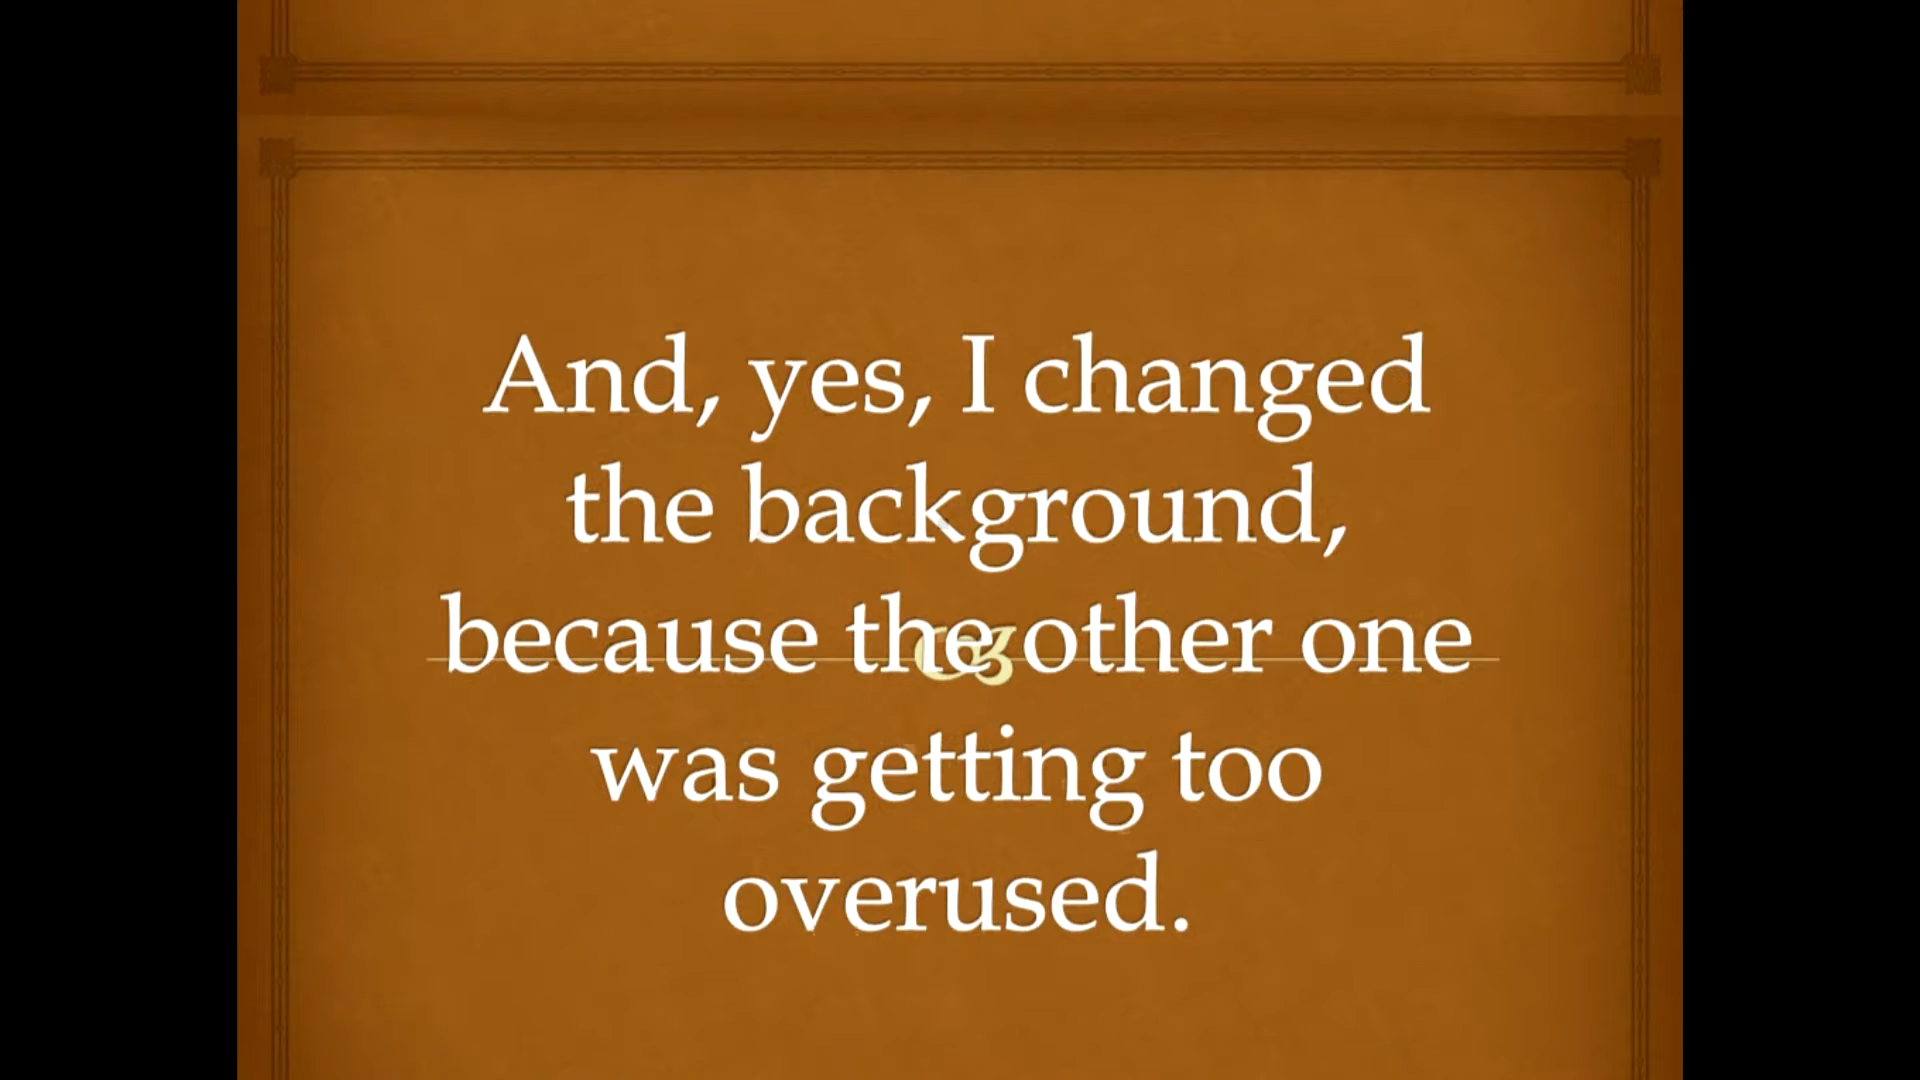 And, yes, I changed
the background,
because the other one
was getting too
overused.